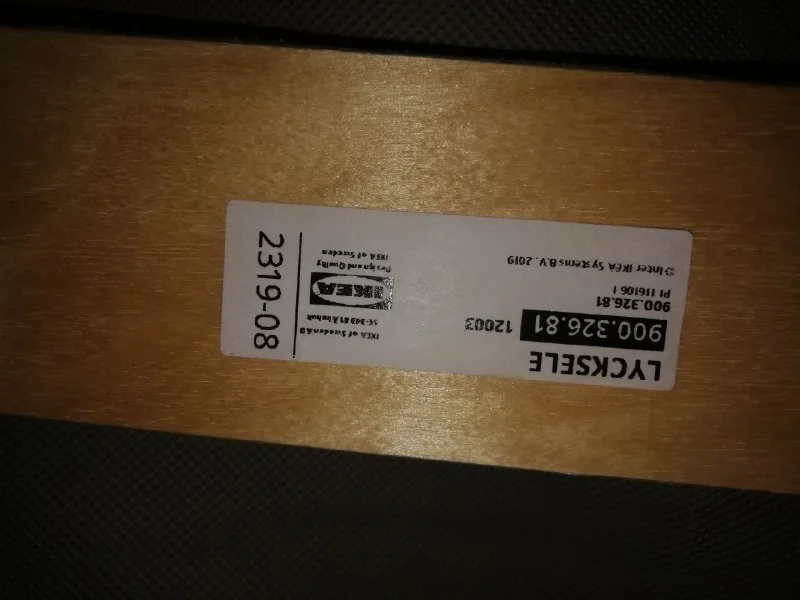 LYCKSELE
900.326.81 12003
900.326.81
PI 116106 1
© Inter IKEA Systems B.V. 2019
IKEA of Sweden AB
SE-343 81 Älmhult
IKEA
Design and Quality
IKEA of Sweden
2319-08